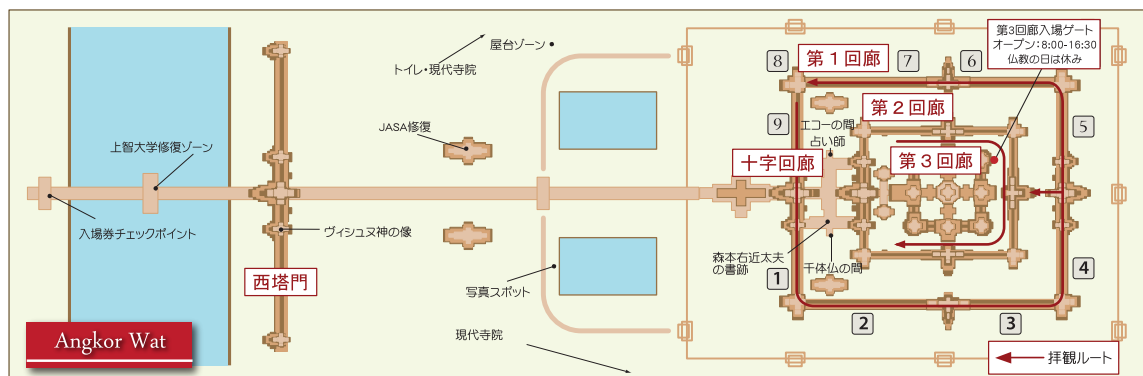 屋台ゾーン
トイレ・現代寺院
第3回廊入場ゲート
オープン：8:00-16:30
仏教の日は休み
8
第1回廊
7
6
第2回廊
JASA修復
上智大学修復ゾーン
9
エコーの間
占い師
5
十字回廊
第3回廊
入場券チェックポイント
ヴィシュヌ神の像
西塔門
森本右近太夫
の書跡
千体仏の間
1
4
写真スポット
2
3
現代寺院
Angkor Wat
拝観ルート